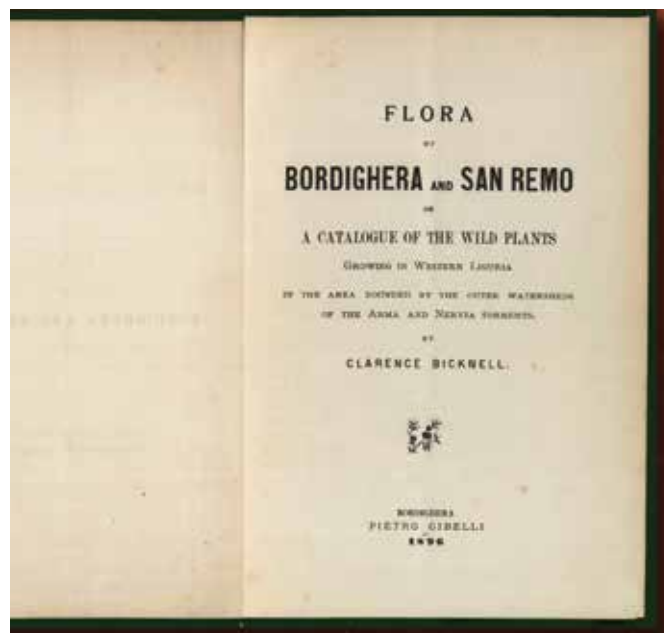 FLORA
OF
BORDIGHERA AND SAN REMO
OR
A CATALOGUE OF THE WILD PLANTS
GROWING IN WESTERN LIGURIA
IN THE AREA BOUNDED BY THE OUTER WATERSHEDS
OF THE ARMA AND NERVIA TORRENTS.
BY
CLARENCE BICKNELL.
BORDIGHERA
PIETRO GIBELLI
1896